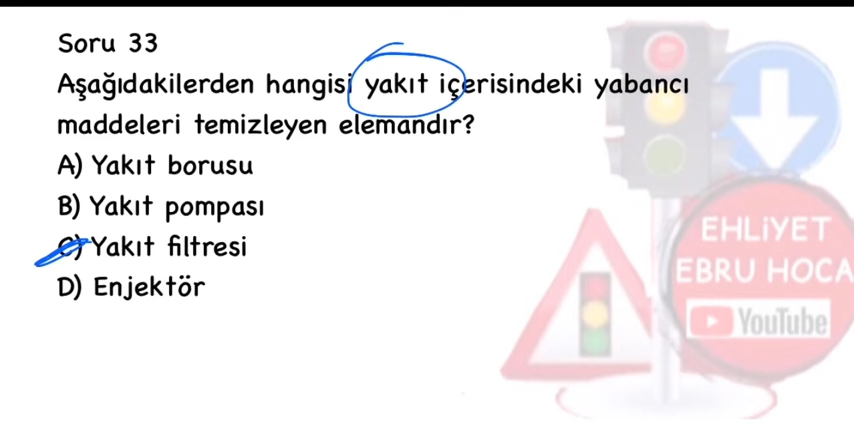 Soru 33
Aşağıdakilerden hangisi yakıt içerisindeki yabancı
maddeleri temizleyen elemandır?
A) Yakıt borusu
B) Yakıt pompası
C) Yakıt filtresi
D) Enjektör
EHLİYET
EBRU HOCA
YouTube